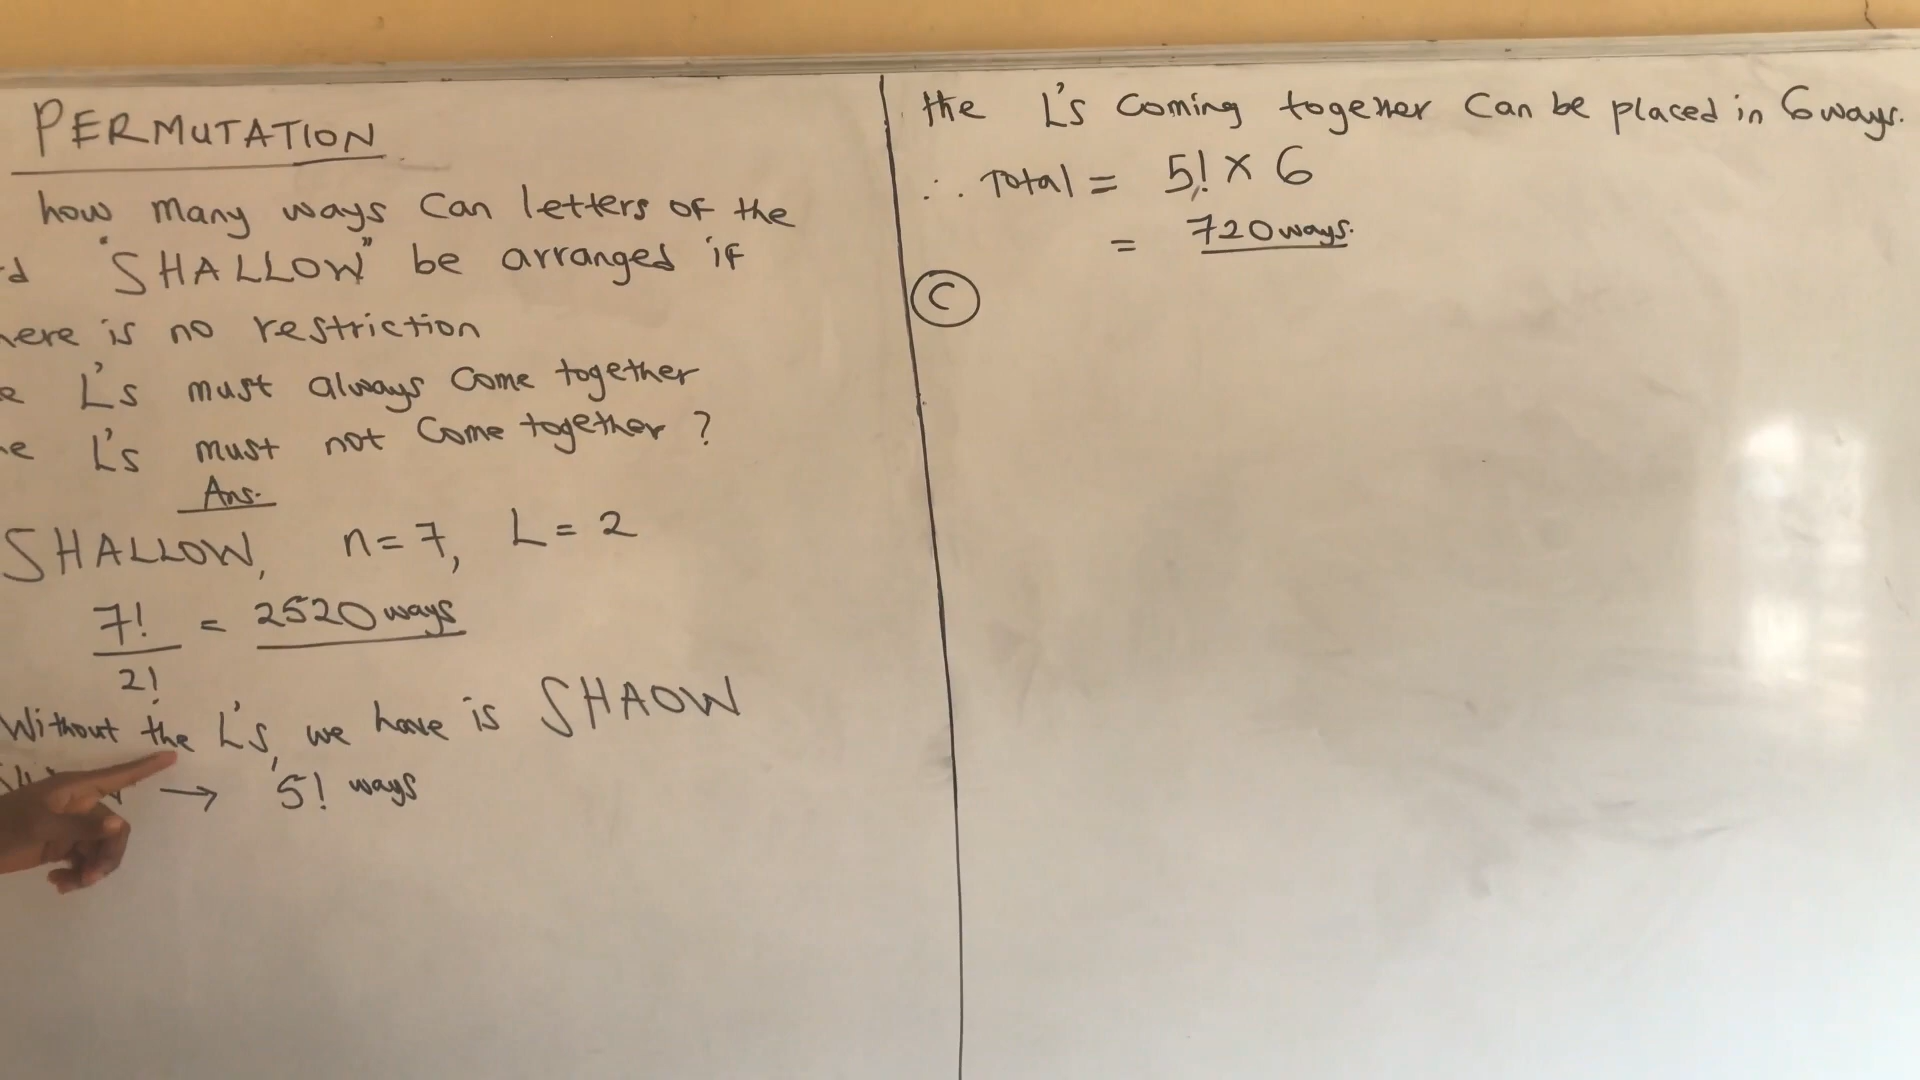 PERMUTATION
how many ways can letters of the
"SHALLOW" be arranged if
here is no restriction
L's must always come together
L's must not come together ?
Ans.
SHALLOW, n=7, L = 2
7!/2! = 2520 ways
Without the L's, we have is SHAOW
→ 5! ways
the L's coming together can be placed in 6 ways.
∴ Total = 5! × 6
= 720 ways.
C